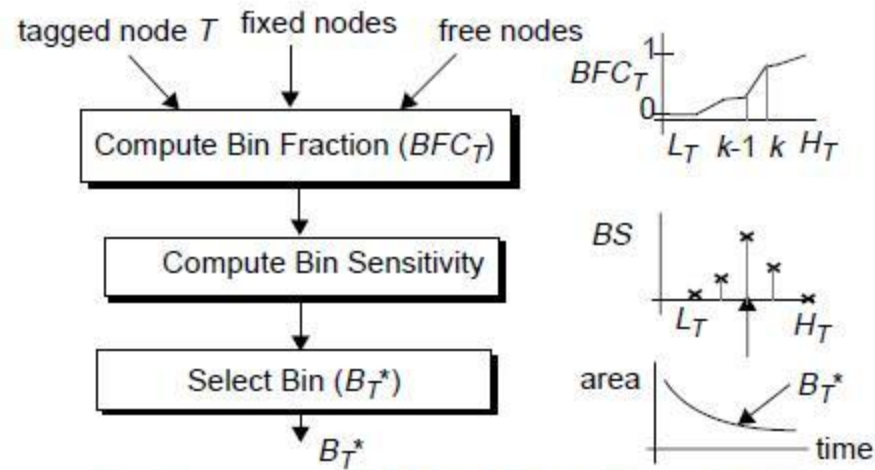 tagged node T fixed nodes free nodes
Compute Bin Fraction (BFC_T)
Compute Bin Sensitivity
Select Bin (B_T*)
B_T*
1
BFC_T
0
L_T k-1 k H_T
BS
L_T H_T
area B_T*
time